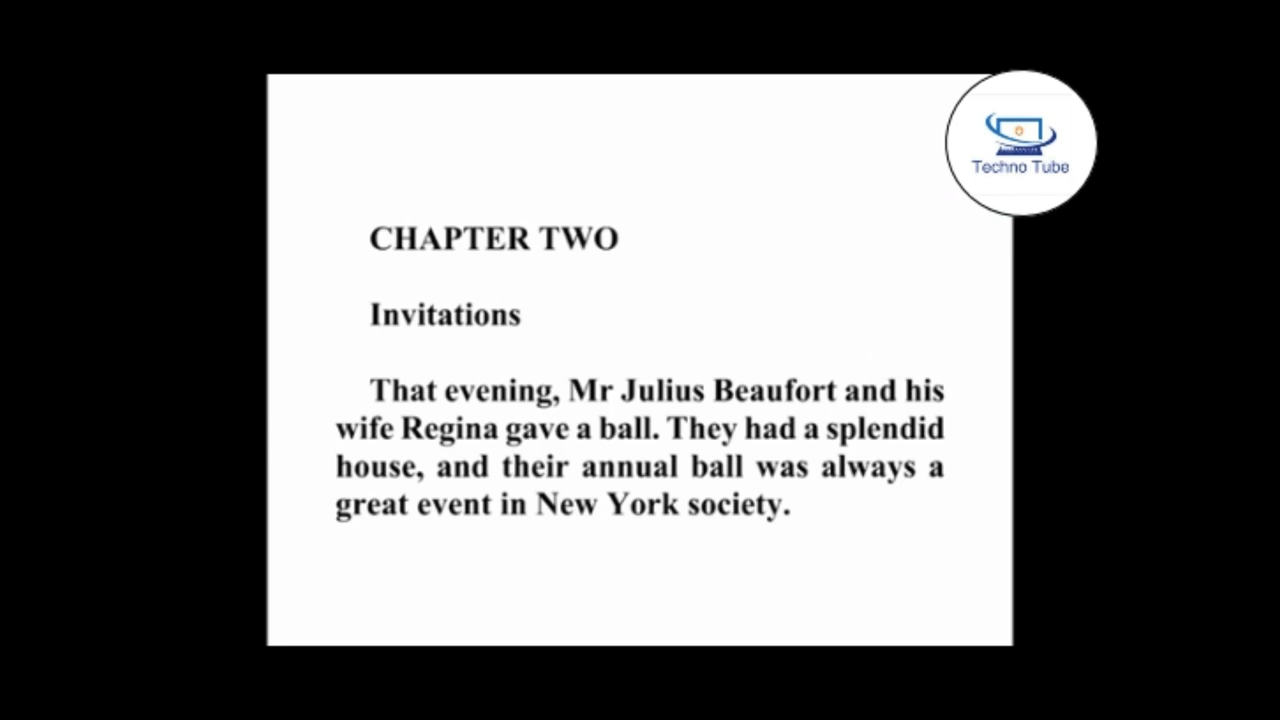 Techno Tube
CHAPTER TWO
Invitations
That evening, Mr Julius Beaufort and his
wife Regina gave a ball. They had a splendid
house, and their annual ball was always a
great event in New York society.